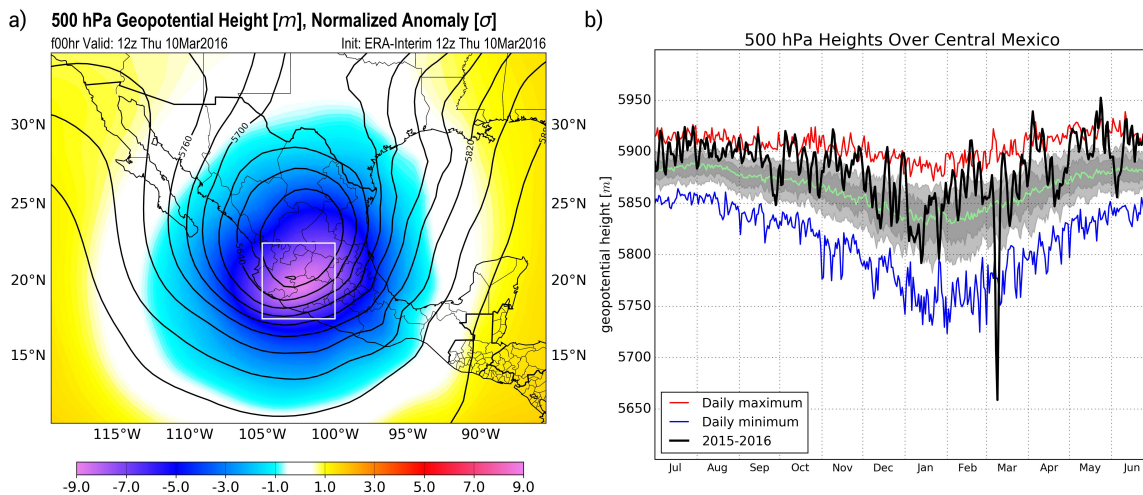 a)
500 hPa Geopotential Height [m], Normalized Anomaly [σ]
f00hr Valid: 12z Thu 10Mar2016 Init: ERA-Interim 12z Thu 10Mar2016
30°N
25°N
20°N
15°N
5760
5700
5820
30°N
25°N
20°N
15°N
115°W 110°W 105°W 100°W 95°W 90°W
-9.0 -7.0 -5.0 -3.0 -1.0 1.0 3.0 5.0 7.0 9.0
b)
500 hPa Heights Over Central Mexico
geopotential height [m]
5950
5900
5850
5800
5750
5700
5650
Daily maximum
Daily minimum
2015-2016
Jul Aug Sep Oct Nov Dec Jan Feb Mar Apr May Jun